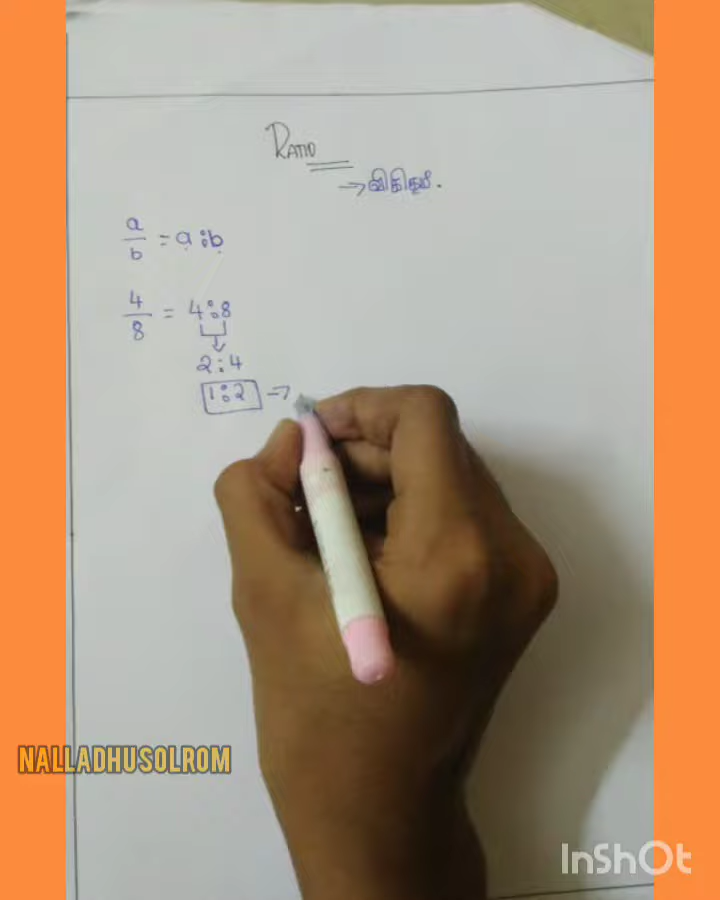 RATIO
→ விகிதம்.
a/b = a:b
4/8 = 4:8
2:4
1:2 →
NALLADHUSOLROM
InShOt